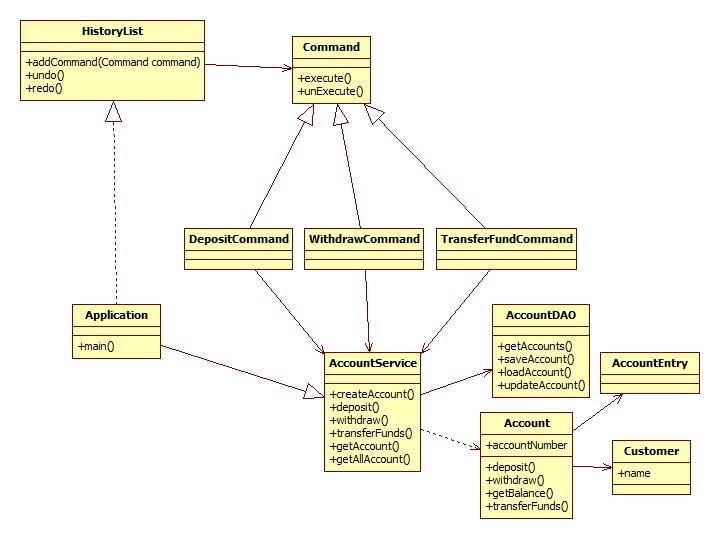 HistoryList
+addCommand(Command command)
+undo()
+redo()
Command
+execute()
+unExecute()
DepositCommand
WithdrawCommand
TransferFundCommand
Application
+main()
AccountService
+createAccount()
+deposit()
+withdraw()
+transferFunds()
+getAccount()
+getAllAccount()
AccountDAO
+getAccounts()
+saveAccount()
+loadAccount()
+updateAccount()
AccountEntry
Account
+accountNumber
+deposit()
+withdraw()
+getBalance()
+transferFunds()
Customer
+name